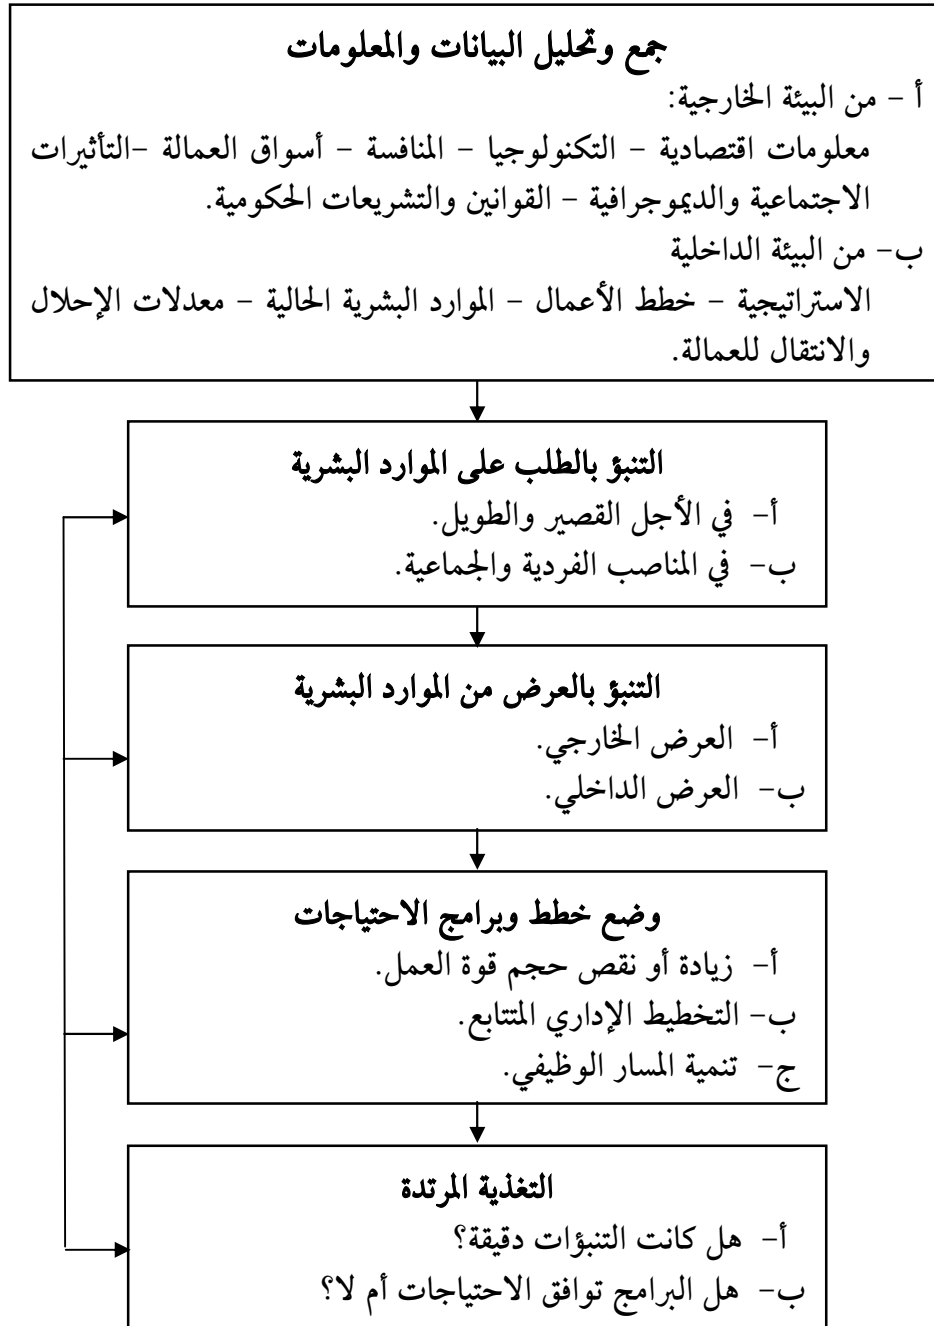 جمع وتحليل البيانات والمعلومات
أ – من البيئة الخارجية:
معلومات اقتصادية – التكنولوجيا – المنافسة – أسواق العمالة –التأثيرات
الاجتماعية والديموجرافية – القوانين والتشريعات الحكومية.
ب– من البيئة الداخلية
الاستراتيجية – خطط الأعمال – الموارد البشرية الحالية – معدلات الإحلال
والانتقال للعمالة.
التنبؤ بالطلب على الموارد البشرية
أ– في الأجل القصير والطويل.
ب– في المناصب الفردية والجماعية.
التنبؤ بالعرض من الموارد البشرية
أ– العرض الخارجي.
ب– العرض الداخلي.
وضع خطط وبرامج الاحتياجات
أ– زيادة أو نقص حجم قوة العمل.
ب– التخطيط الإداري المتتابع.
ج– تنمية المسار الوظيفي.
التغذية المرتدة
أ– هل كانت التنبؤات دقيقة؟
ب– هل البرامج توافق الاحتياجات أم لا؟